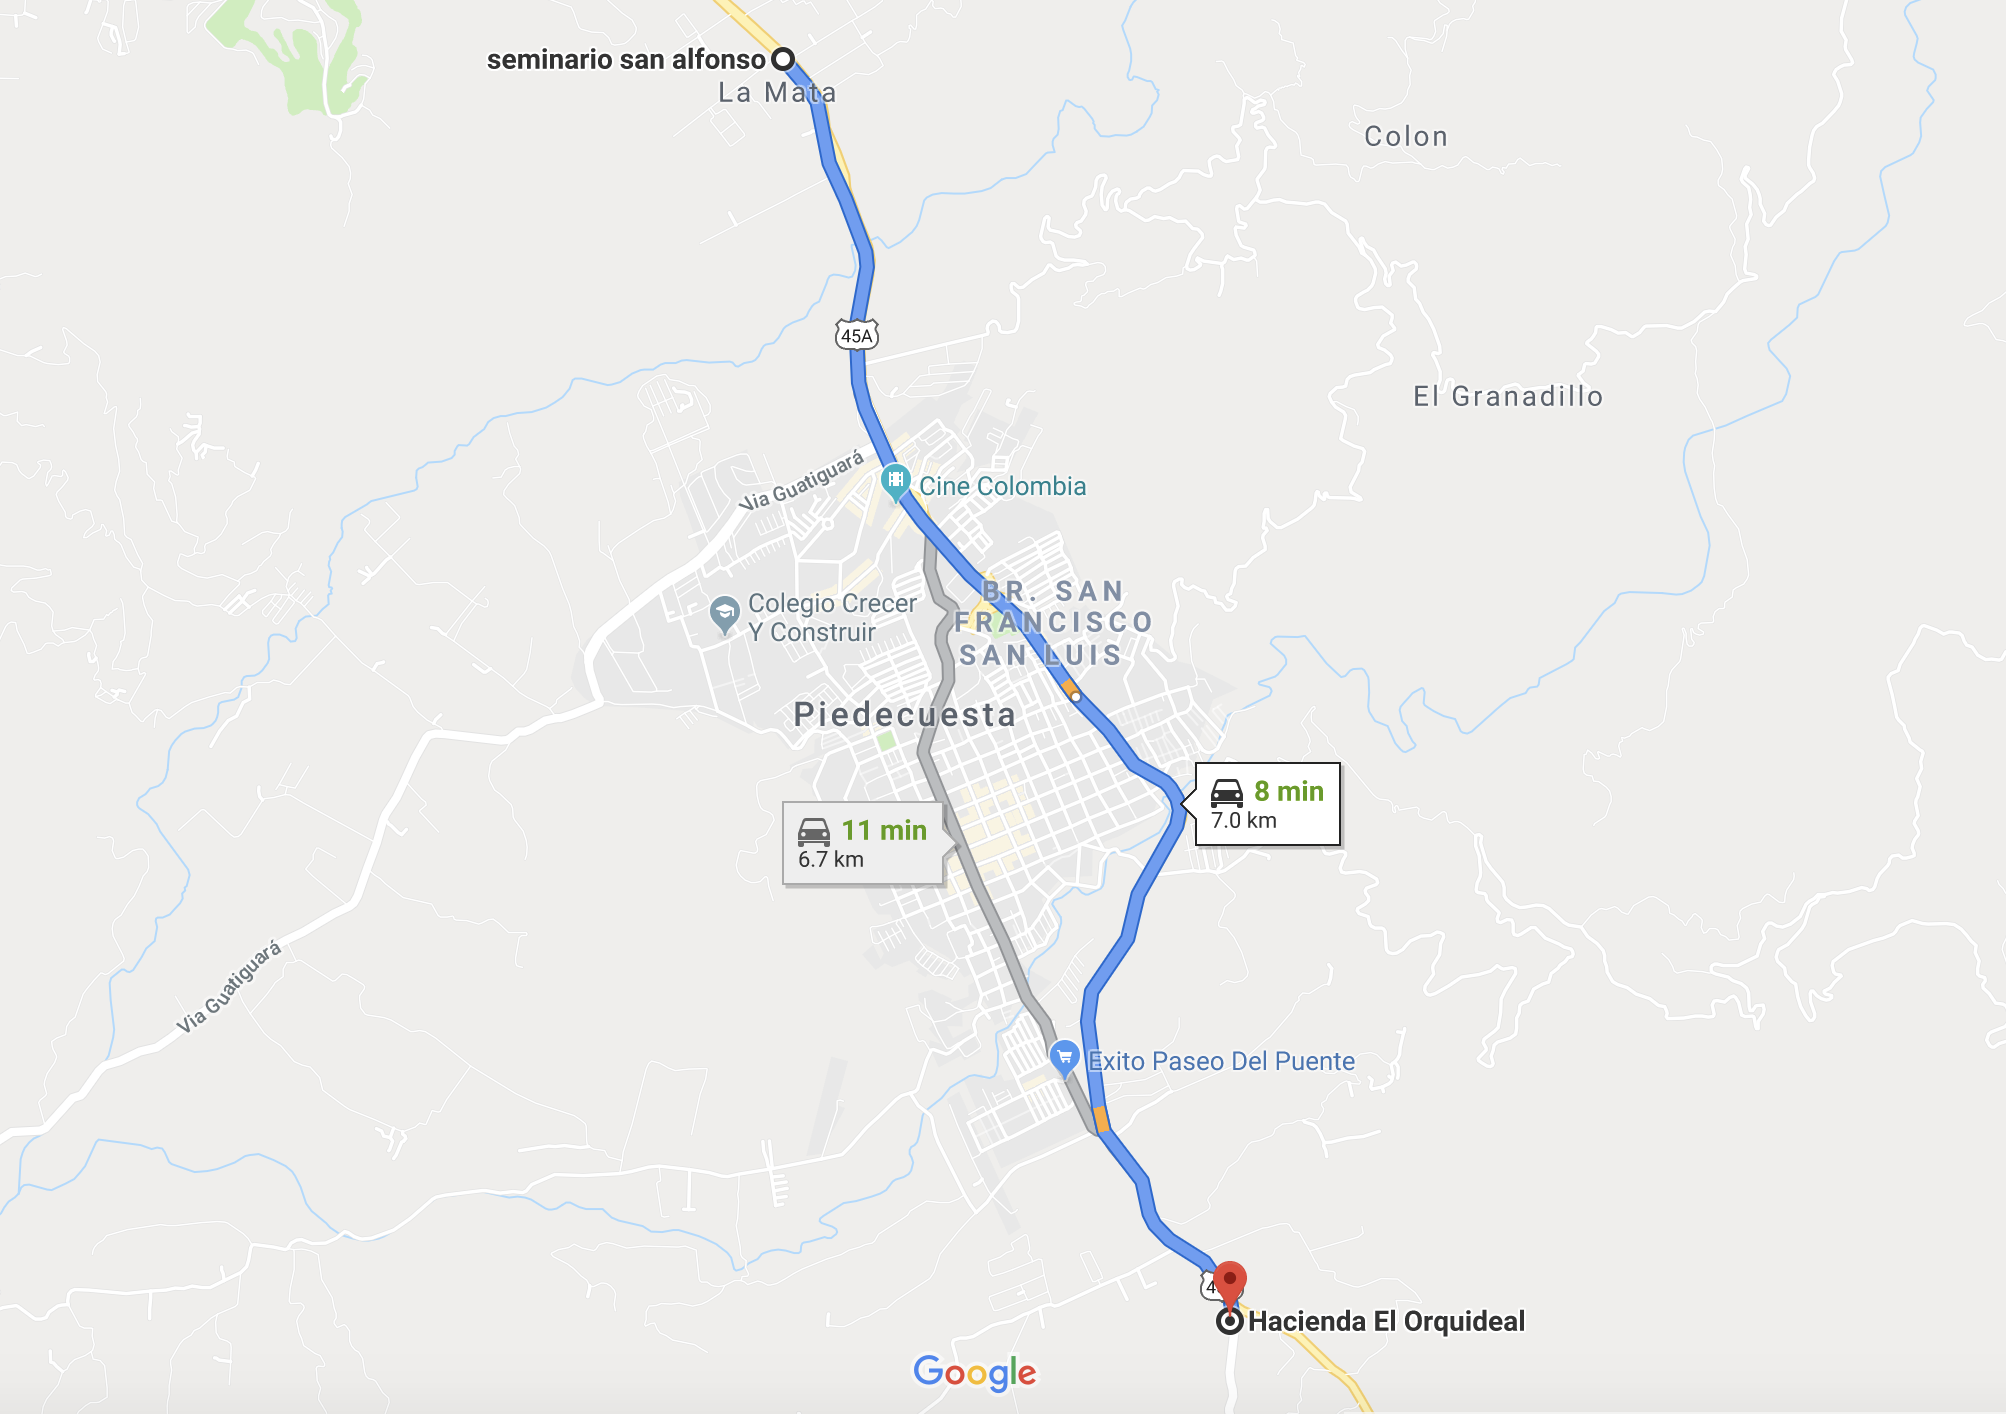 seminario san alfonso
La Mata
Colon
45A
El Granadillo
Via Guatiguará
Cine Colombia
BR. SAN
FRANCISCO
SAN LUIS
Colegio Crecer
Y Construir
Piedecuesta
8 min
7.0 km
11 min
6.7 km
Via Guatiguará
Exito Paseo Del Puente
Hacienda El Orquideal
Google